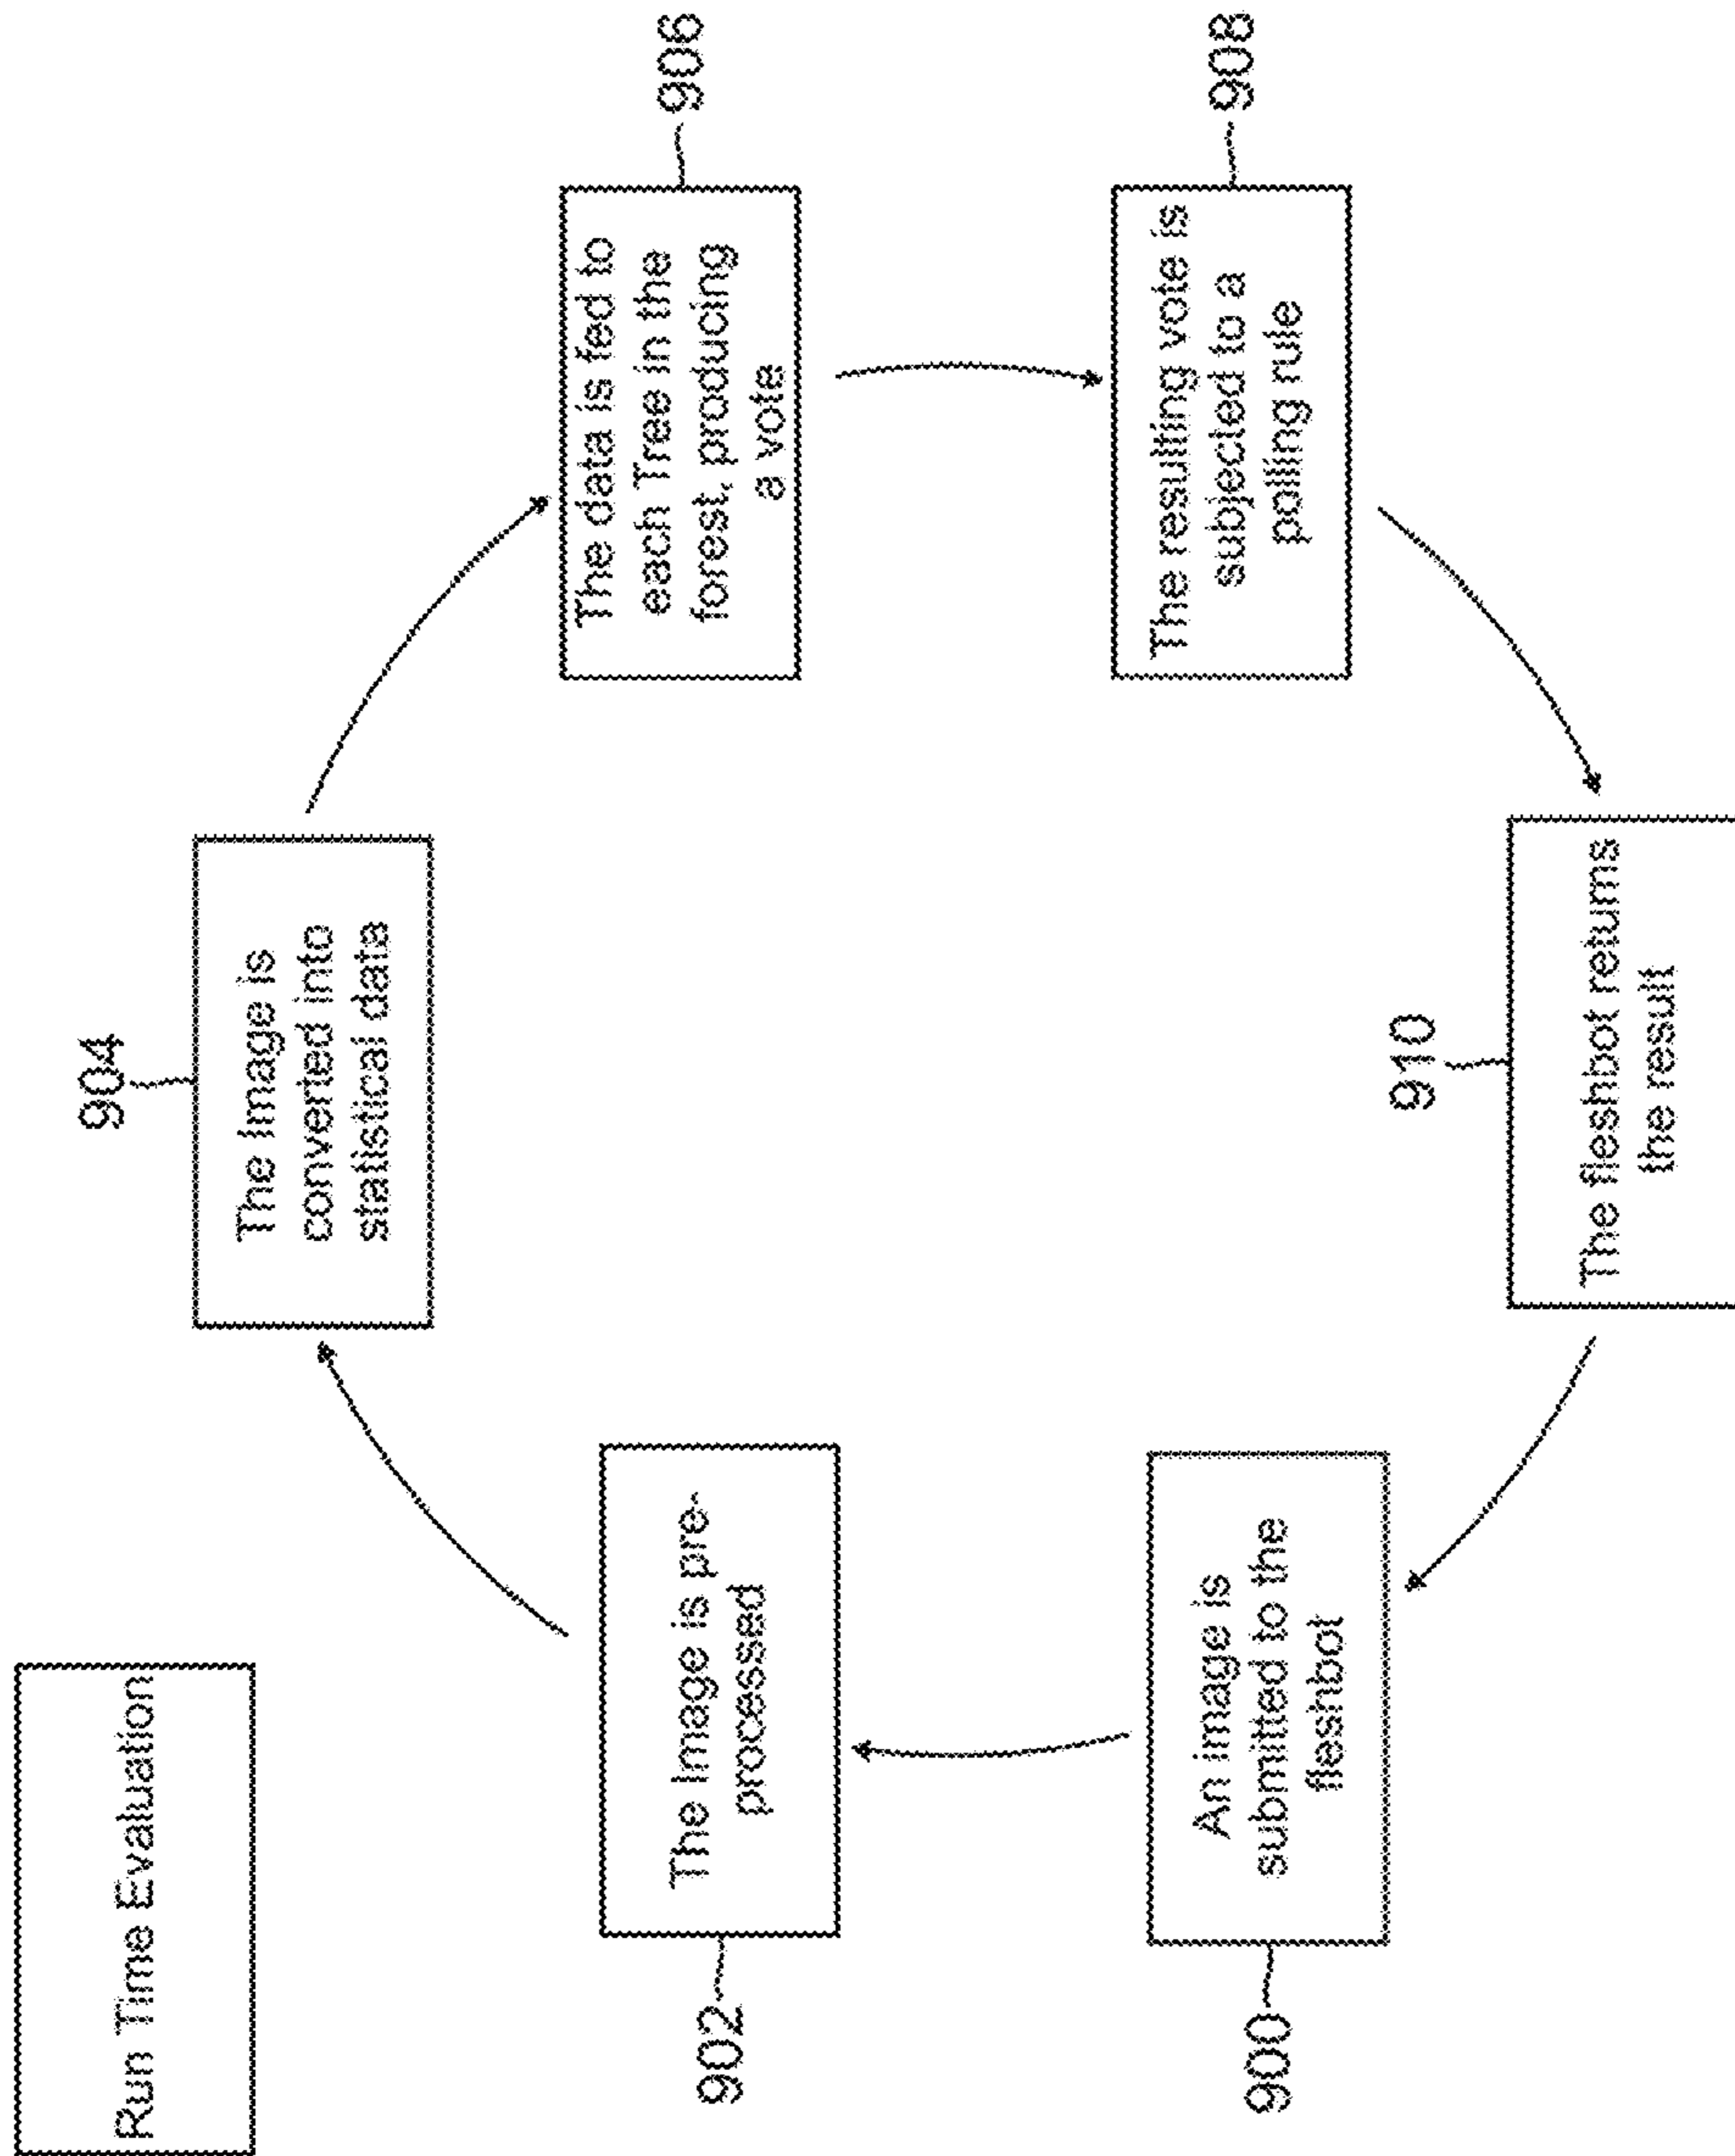 Run Time Evaluation
904
The Image is
converted into
statistical data
906
The data is fed to
each Tree in the
forest, producing
a vote
902
The Image is pre-
processed
908
The resulting vote is
subjected to a
polling rule
900
An image is
submitted to the
fleshbot
910
The fleshbot returns
the result